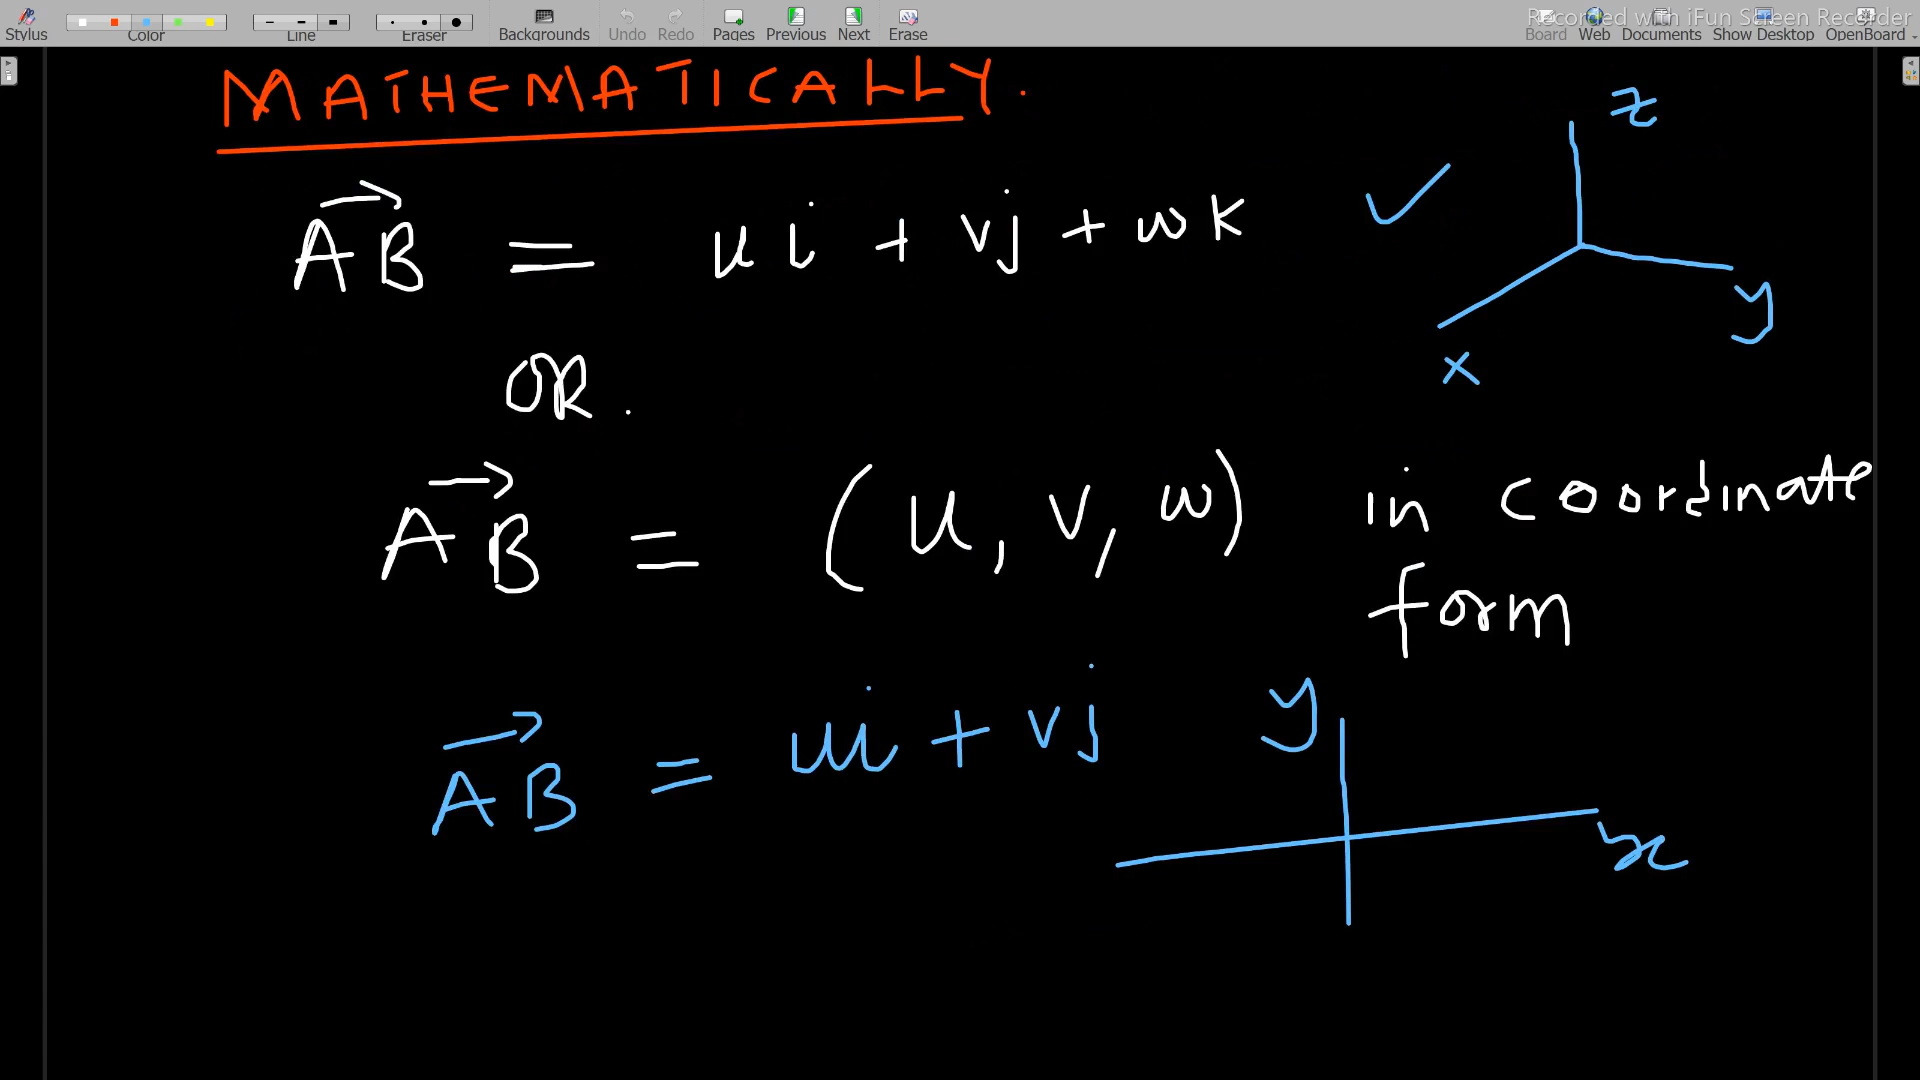 Recorded with iFun Screen Recorder
Stylus Color Line Eraser Backgrounds Undo Redo Pages Previous Next Erase Board Web Documents Show Desktop OpenBoard
MATHEMATICALLY.
z
AB = ui + vj + wk
y
x
OR.
AB = (u, v, w) in coordinate
form
AB = ui + vj
y
x